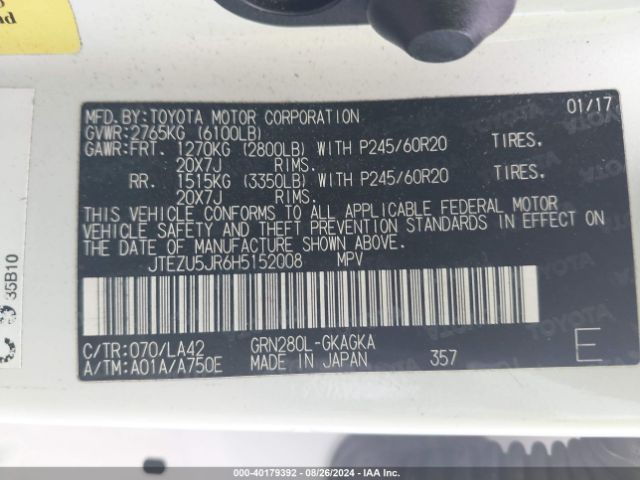 MFD. BY: TOYOTA MOTOR CORPORATION 01/17
GVWR: 2765KG (6100LB)
GAWR: FRT. 1270KG (2800LB) WITH P245/60R20 TIRES.
20X7J RIMS.
RR. 1515KG (3350LB) WITH P245/60R20 TIRES.
20X7J RIMS.
THIS VEHICLE CONFORMS TO ALL APPLICABLE FEDERAL MOTOR
VEHICLE SAFETY AND THEFT PREVENTION STANDARDS IN EFFECT ON
THE DATE OF MANUFACTURE SHOWN ABOVE.
JTEZU5JR6H5152008 MPV
C/TR: 070/LA42 GRN280L-GKAGKA
A/TM: A01A/A750E MADE IN JAPAN 357 E
35B10
000-40179392 - 08/26/2024 - IAA Inc.